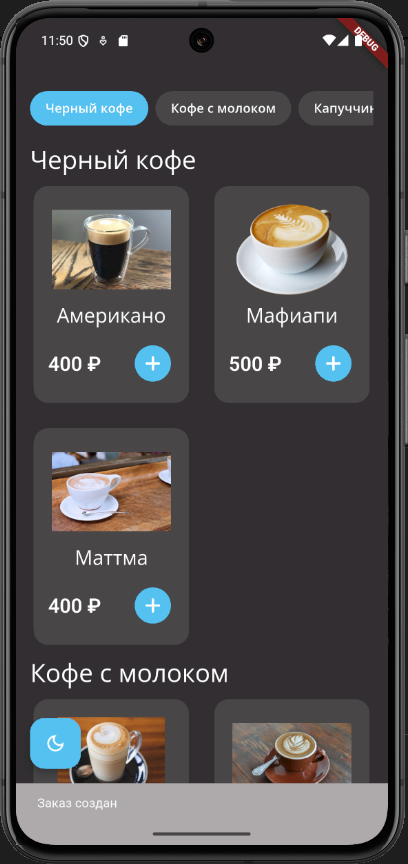 11:50
DEBUG
Черный кофе
Кофе с молоком
Капуччин
Черный кофе
Американо
Мафиапи
400 ₽
500 ₽
Маттма
400 ₽
Кофе с молоком
Заказ создан